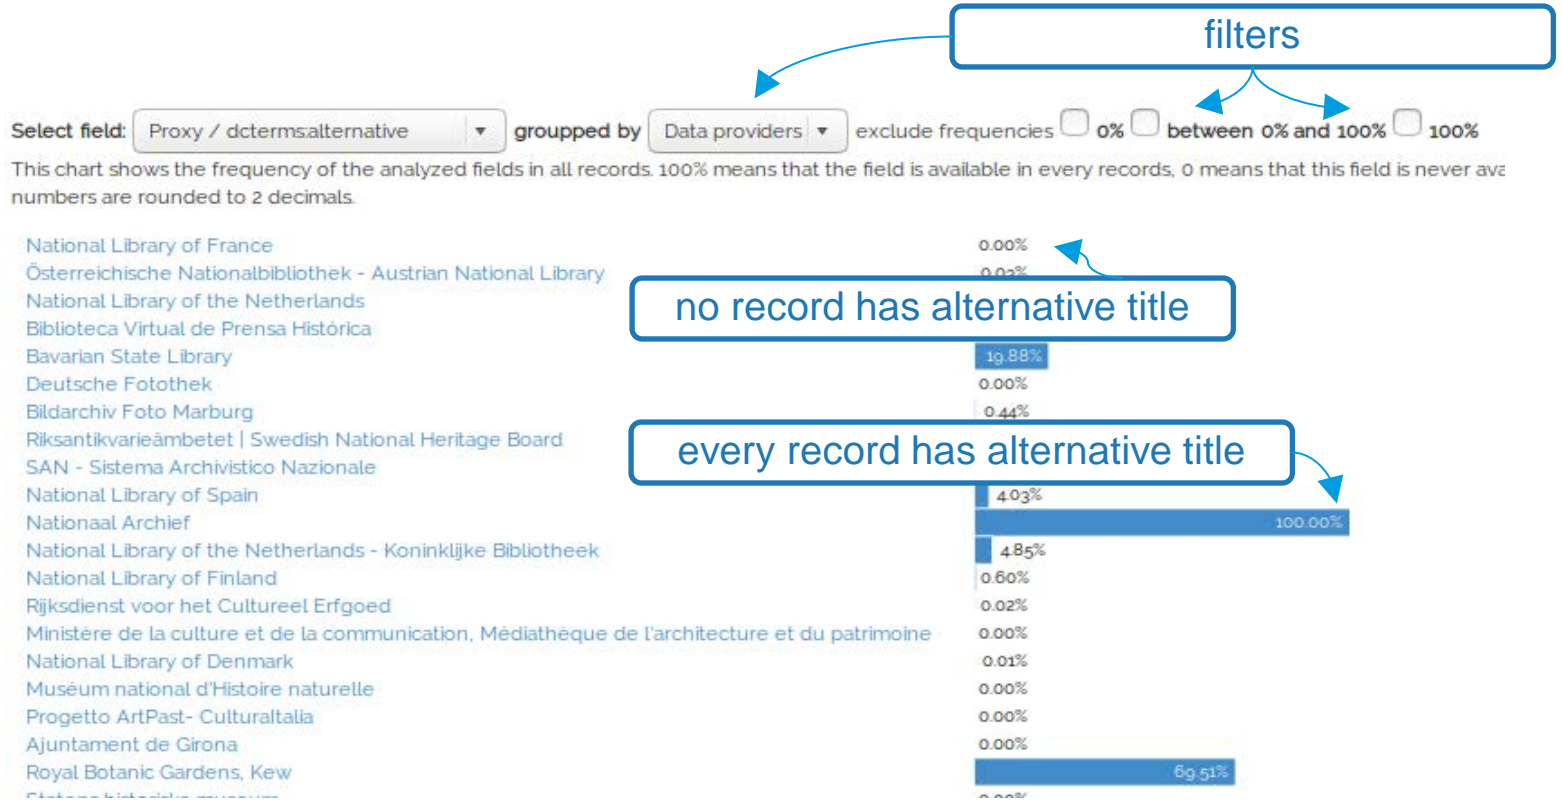 filters
Select field: Proxy / dcterms:alternative groupped by Data providers exclude frequencies 0% between 0% and 100% 100%
This chart shows the frequency of the analyzed fields in all records. 100% means that the field is available in every records, 0 means that this field is never ava
numbers are rounded to 2 decimals.
National Library of France 0.00%
Österreichische Nationalbibliothek - Austrian National Library
National Library of the Netherlands
no record has alternative title
Biblioteca Virtual de Prensa Histórica
Bavarian State Library 19.88%
Deutsche Fotothek 0.00%
Bildarchiv Foto Marburg 0.44%
Riksantikvarieämbetet | Swedish National Heritage Board
every record has alternative title
SAN - Sistema Archivistico Nazionale
National Library of Spain 4.03%
Nationaal Archief 100.00%
National Library of the Netherlands - Koninklijke Bibliotheek 4.85%
National Library of Finland 0.60%
Rijksdienst voor het Cultureel Erfgoed 0.02%
Ministère de la culture et de la communication, Médiathèque de l'architecture et du patrimoine 0.00%
National Library of Denmark 0.01%
Muséum national d'Histoire naturelle 0.00%
Progetto ArtPast- CulturaItalia 0.00%
Ajuntament de Girona 0.00%
Royal Botanic Gardens, Kew 69.51%